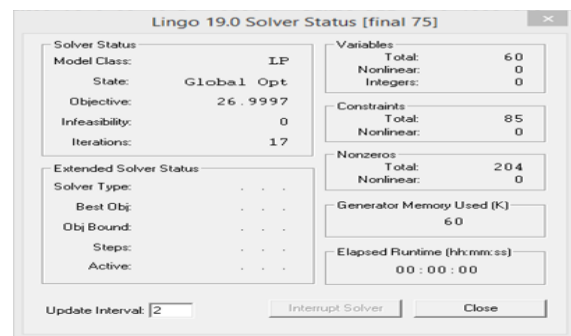 Lingo 19.0 Solver Status [final 75]
Solver Status
Model Class: LP
State: Global Opt
Objective: 26.9997
Infeasibility: 0
Iterations: 17
Extended Solver Status
Solver Type: . . .
Best Obj: . . .
Obj Bound: . . .
Steps: . . .
Active: . . .
Variables
Total: 60
Nonlinear: 0
Integers: 0
Constraints
Total: 85
Nonlinear: 0
Nonzeros
Total: 204
Nonlinear: 0
Generator Memory Used (K)
60
Elapsed Runtime (hh:mm:ss)
00:00:00
Update Interval: 2
Interrupt Solver
Close